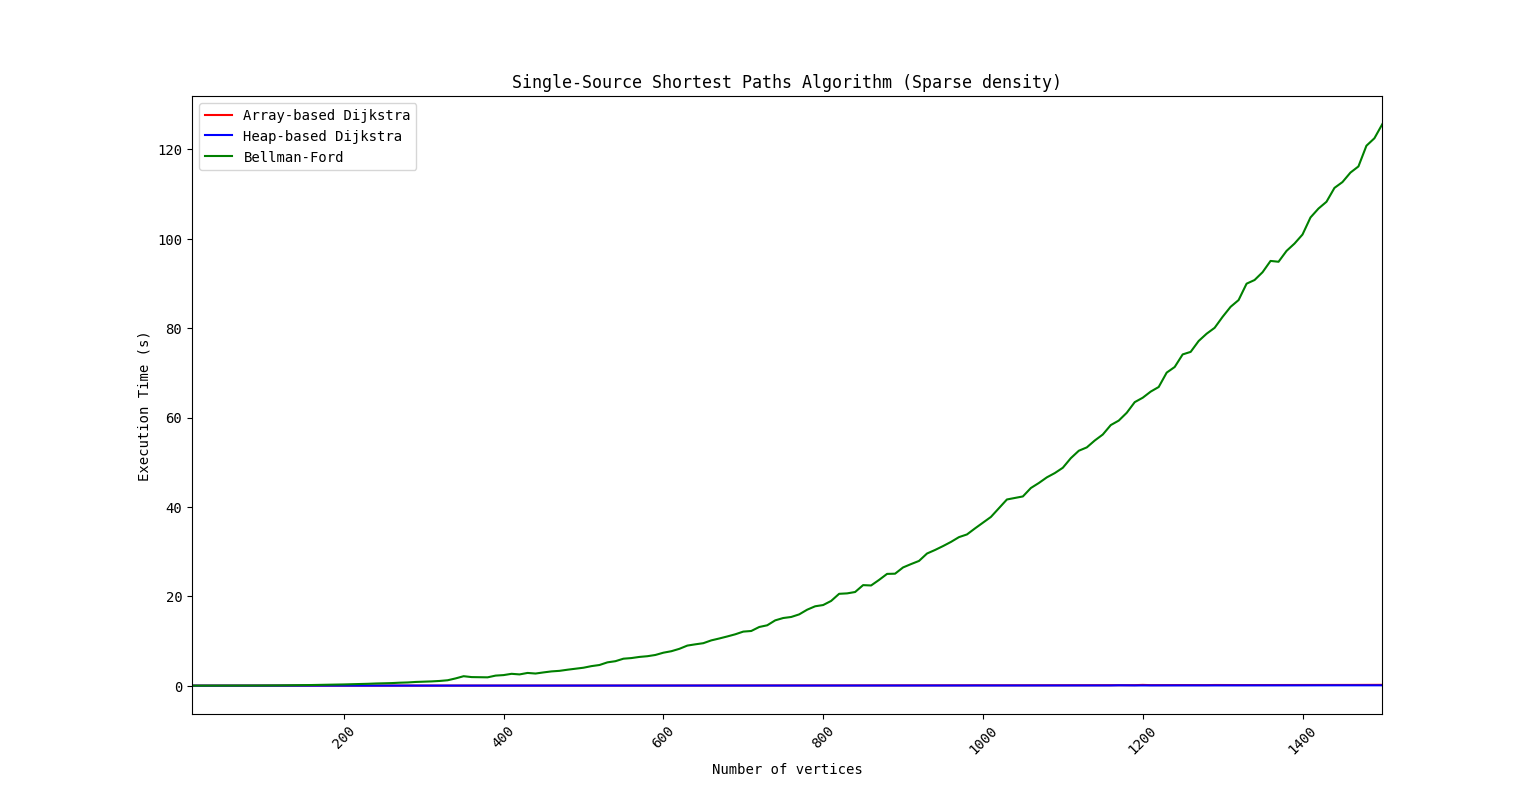 Single-Source Shortest Paths Algorithm (Sparse density)
Array-based Dijkstra
Heap-based Dijkstra
Bellman-Ford
Execution Time (s)
120
100
80
60
40
20
0
200
400
600
800
1000
1200
1400
Number of vertices